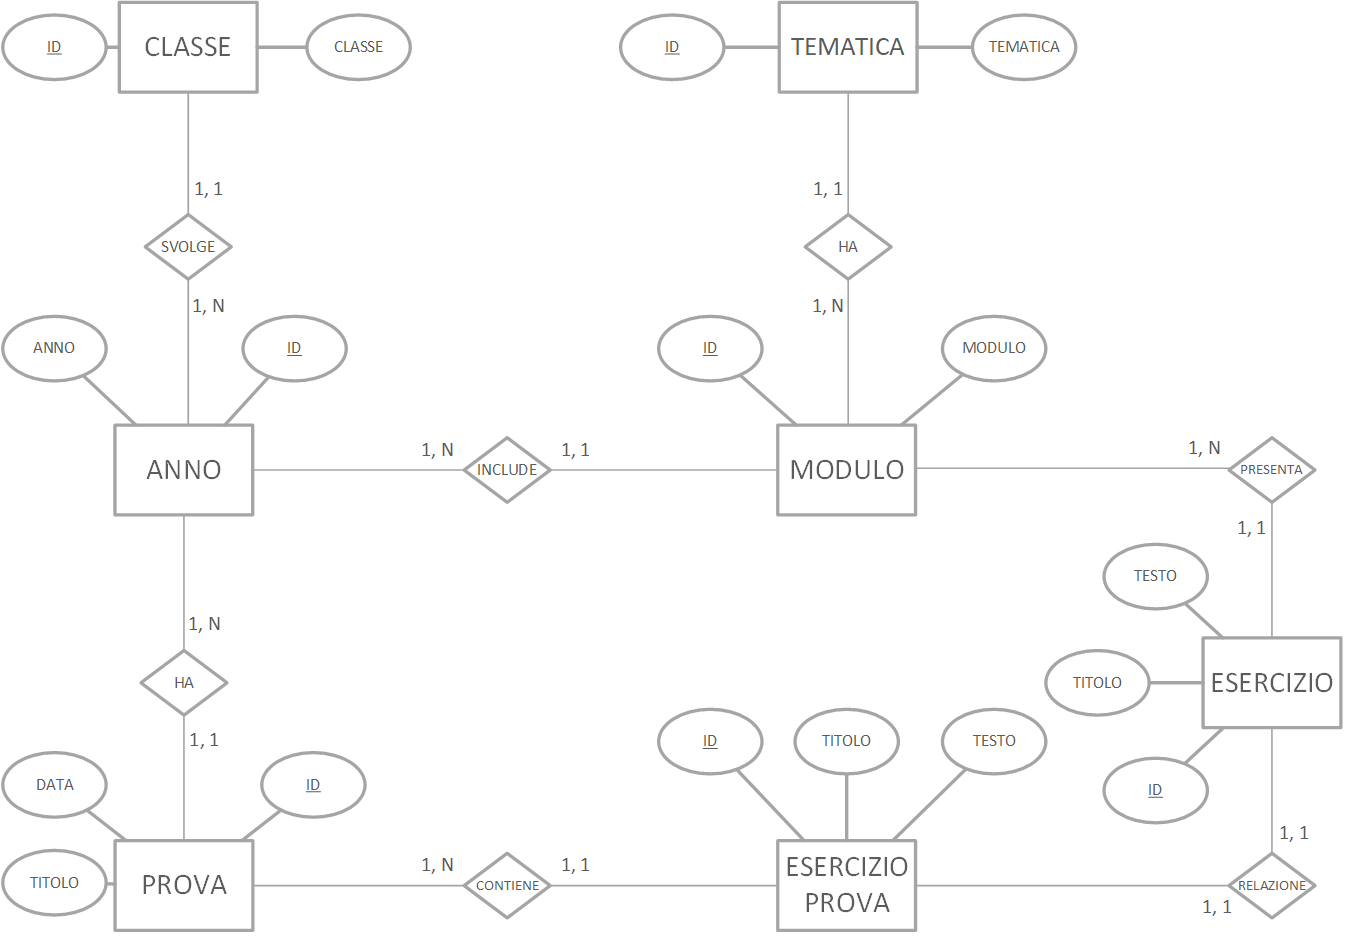 ID
CLASSE
CLASSE
ID
TEMATICA
TEMATICA
1, 1
1, 1
SVOLGE
HA
1, N
1, N
ANNO
ID
ID
MODULO
ANNO
1, N
INCLUDE
1, 1
MODULO
1, N
PRESENTA
1, 1
TESTO
1, N
HA
TITOLO
ESERCIZIO
1, 1
ID
TITOLO
TESTO
DATA
ID
ID
1, 1
TITOLO
PROVA
1, N
CONTIENE
1, 1
ESERCIZIO
PROVA
1, 1
RELAZIONE